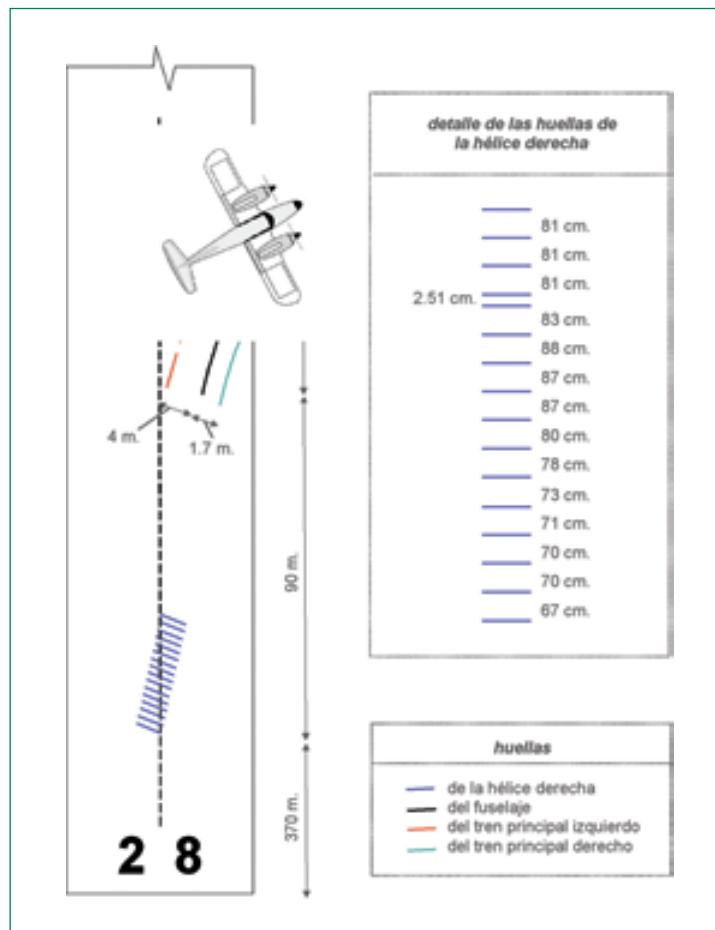 4 m.
1.7 m.
90 m.
370 m.
2 8
detalle de las huellas de
la hélice derecha
81 cm.
81 cm.
81 cm.
2.51 cm.
83 cm.
88 cm.
87 cm.
87 cm.
80 cm.
78 cm.
73 cm.
71 cm.
70 cm.
70 cm.
67 cm.
huellas
de la hélice derecha
del fuselaje
del tren principal izquierdo
del tren principal derecho